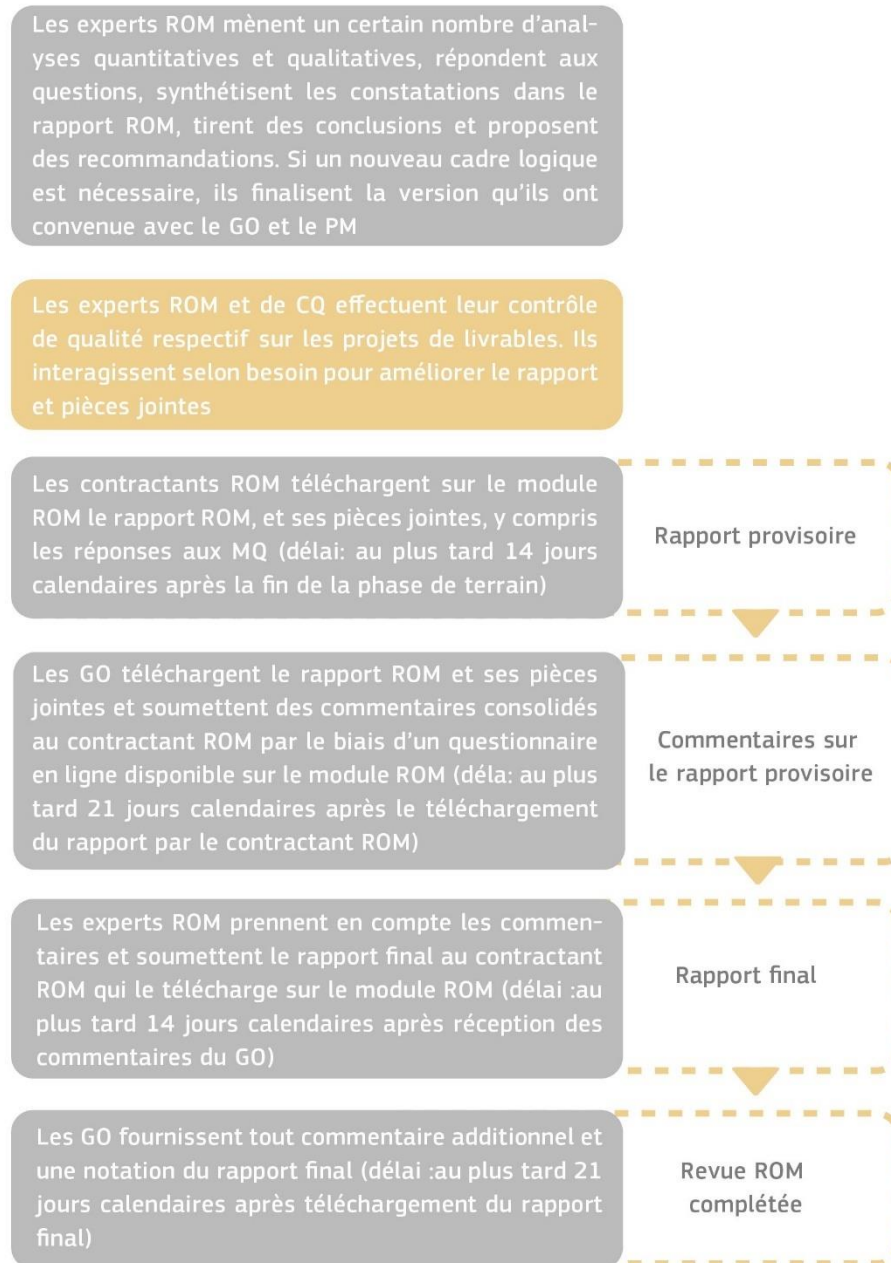 Les experts ROM mènent un certain nombre d'anal-
yses quantitatives et qualitatives, répondent aux
questions, synthétisent les constatations dans le
rapport ROM, tirent des conclusions et proposent
des recommandations. Si un nouveau cadre logique
est nécessaire, ils finalisent la version qu'ils ont
convenue avec le GO et le PM
Les experts ROM et de CQ effectuent leur contrôle
de qualité respectif sur les projets de livrables. Ils
interagissent selon besoin pour améliorer le rapport
et pièces jointes
Les contractants ROM téléchargent sur le module
ROM le rapport ROM, et ses pièces jointes, y compris
les réponses aux MQ (délai: au plus tard 14 jours
calendaires après la fin de la phase de terrain)
Rapport provisoire
Les GO téléchargent le rapport ROM et ses pièces
jointes et soumettent des commentaires consolidés
au contractant ROM par le biais d'un questionnaire
en ligne disponible sur le module ROM (déla: au plus
tard 21 jours calendaires après le téléchargement
du rapport par le contractant ROM)
Commentaires sur
le rapport provisoire
Les experts ROM prennent en compte les commen-
taires et soumettent le rapport final au contractant
ROM qui le télécharge sur le module ROM (délai :au
plus tard 14 jours calendaires après réception des
commentaires du GO)
Rapport final
Les GO fournissent tout commentaire additionel et
une notation du rapport final (délai :au plus tard 21
jours calendaires après téléchargement du rapport
final)
Revue ROM
complétée